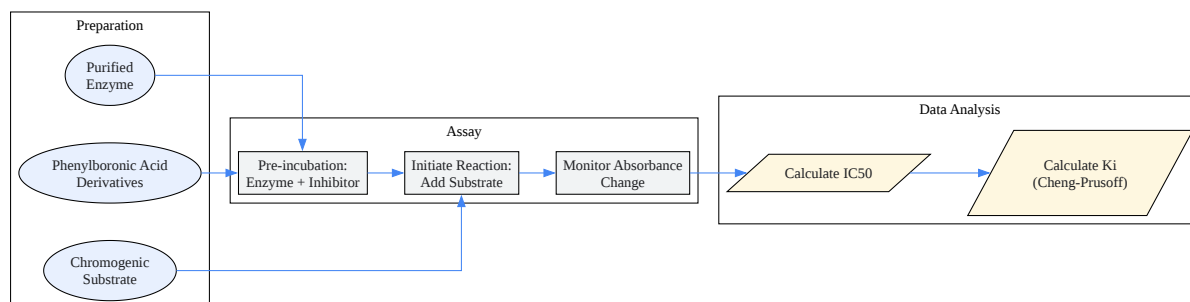 Preparation
Purified
Enzyme
Phenylboronic Acid
Derivatives
Chromogenic
Substrate
Assay
Pre-incubation:
Enzyme + Inhibitor
Initiate Reaction:
Add Substrate
Monitor Absorbance
Change
Data Analysis
Calculate IC50
Calculate Ki
(Cheng-Prusoff)